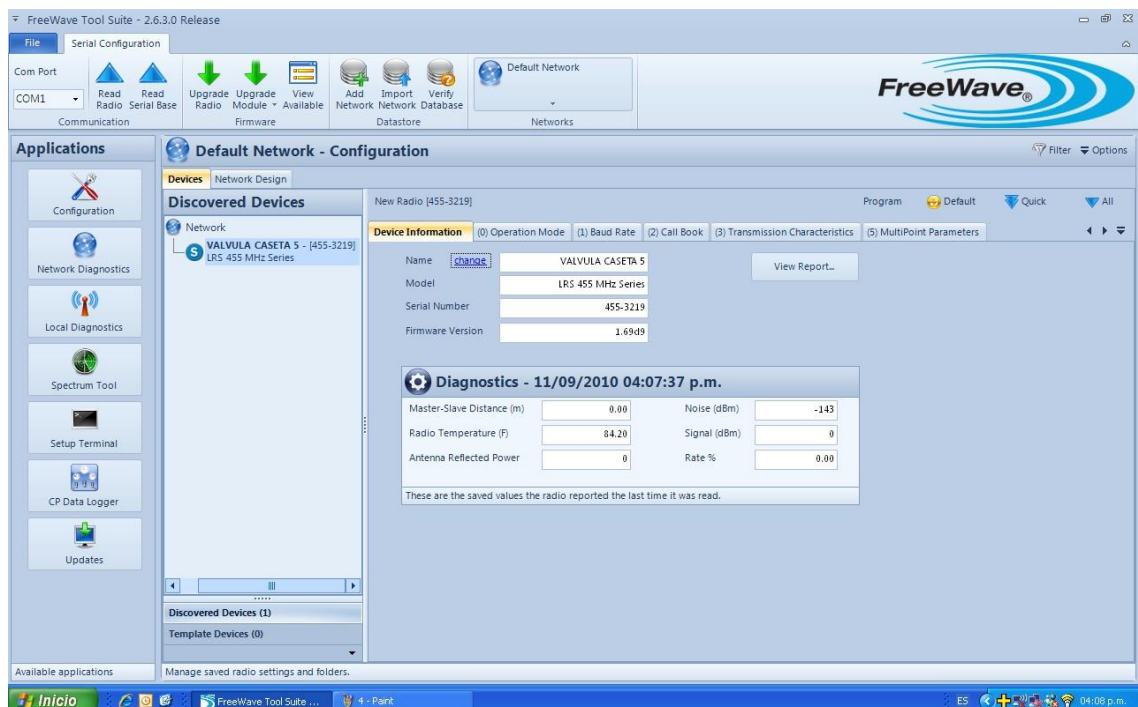 FreeWave Tool Suite - 2.6.3.0 Release
File Serial Configuration
Com Port
COM1
Read Radio
Read Serial Base
Communication
Upgrade Radio
Upgrade Module
View Available
Firmware
Add Network
Import Network
Verify Database
Datastore
Default Network
Networks
FreeWave®
Applications
Configuration
Network Diagnostics
Local Diagnostics
Spectrum Tool
Setup Terminal
CP Data Logger
Updates
Available applications
Default Network - Configuration
Filter Options
Devices Network Design
Discovered Devices
Network
S VALVULA CASETA 5 - [455-3219]
LRS 455 MHz Series
Discovered Devices (1)
Template Devices (0)
New Radio [455-3219] Program Default Quick All
Device Information (0) Operation Mode (1) Baud Rate (2) Call Book (3) Transmission Characteristics (5) MultiPoint Parameters
Name change VALVULA CASETA 5
View Report...
Model LRS 455 MHz Series
Serial Number 455-3219
Firmware Version 1.69d9
Diagnostics - 11/09/2010 04:07:37 p.m.
Master-Slave Distance (m) 0.00 Noise (dBm) -143
Radio Temperature (F) 84.20 Signal (dBm) 0
Antenna Reflected Power 0 Rate % 0.00
These are the saved values the radio reported the last time it was read.
Manage saved radio settings and folders.
Inicio FreeWave Tool Suite ... 4 - Paint ES 04:08 p.m.